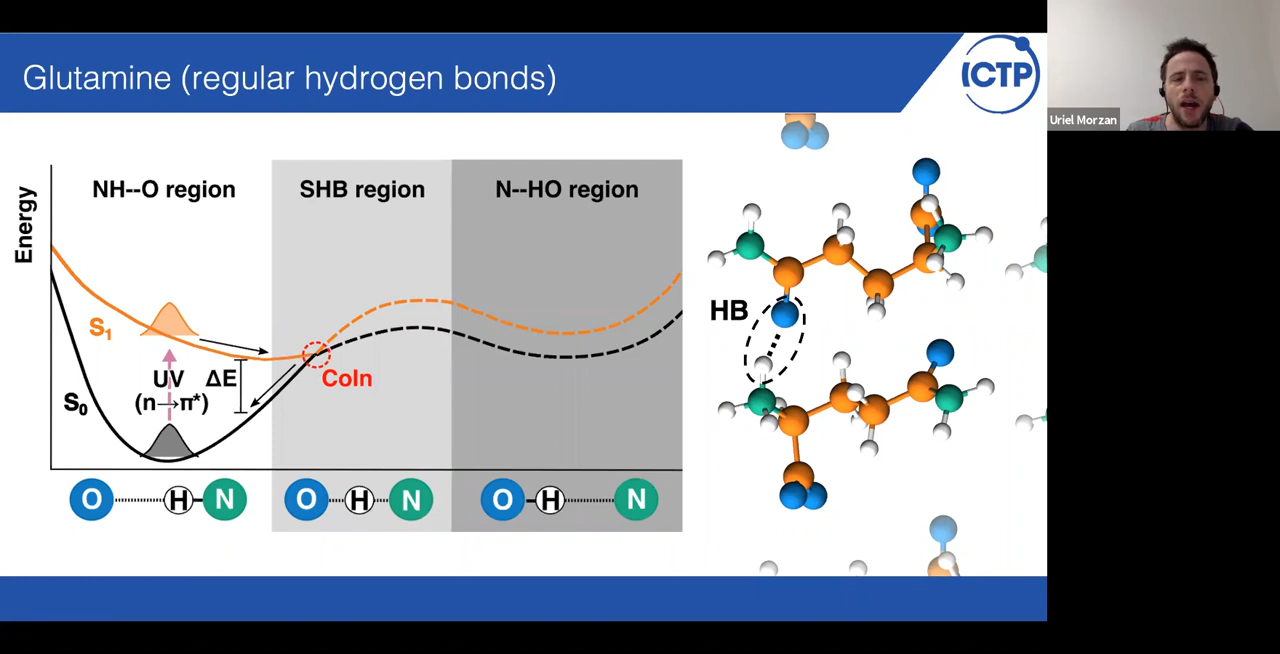 Glutamine (regular hydrogen bonds)
ICTP
Uriel Morzan
Energy
NH--O region
SHB region
N--HO region
S₁
S₀
UV
(n→π*)
ΔE
CoIn
O H N
O H N
O H N
HB